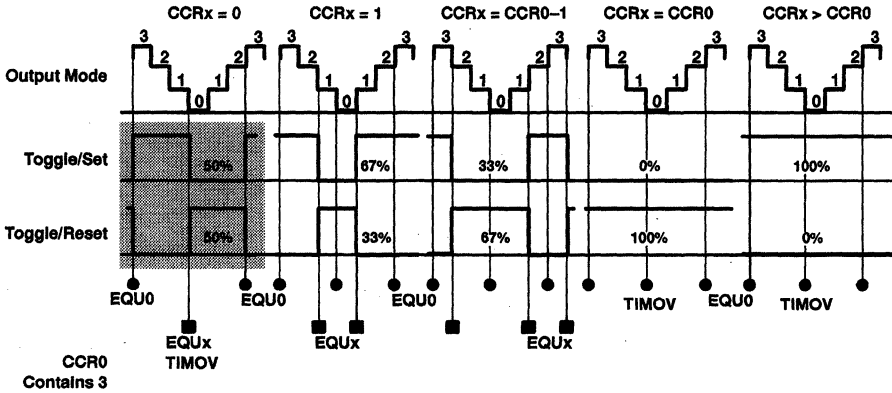 CCRx = 0 CCRx = 1 CCRx = CCR0–1 CCRx = CCR0 CCRx > CCR0
3 3 3 3 3 3 3 3 3 3
2 2 2 2 2 2 2 2 2 2
Output Mode 1 1 1 1 1 1 1 1 1 1
0 0 0 0 0
Toggle/Set 50% 67% 33% 0% 100%
Toggle/Reset 50% 33% 67% 100% 0%
EQU0 EQU0 EQU0 TIMOV EQU0 TIMOV
EQUx EQUx EQUx
TIMOV
CCR0
Contains 3